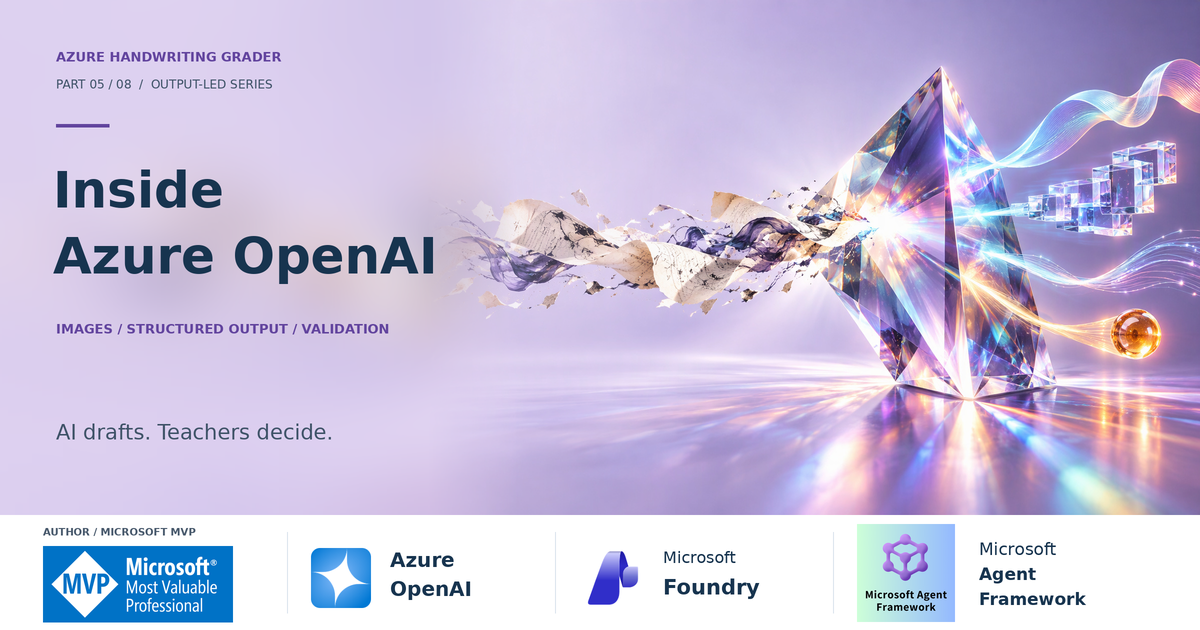 AZURE HANDWRITING GRADER
PART 05 / 08 / OUTPUT-LED SERIES
Inside
Azure OpenAI
IMAGES / STRUCTURED OUTPUT / VALIDATION
AI drafts. Teachers decide.
AUTHOR / MICROSOFT MVP
MVP
Microsoft®
Most Valuable
Professional
Azure
OpenAI
Microsoft
Foundry
Microsoft Agent
Framework
Microsoft
Agent
Framework